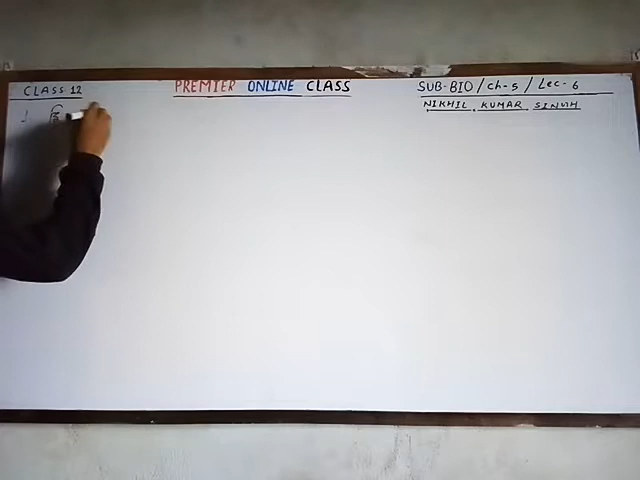 CLASS 12
PREMIER ONLINE CLASS
SUB-BIO / Ch-5 / Lec-6
NIKHIL KUMAR SINGH